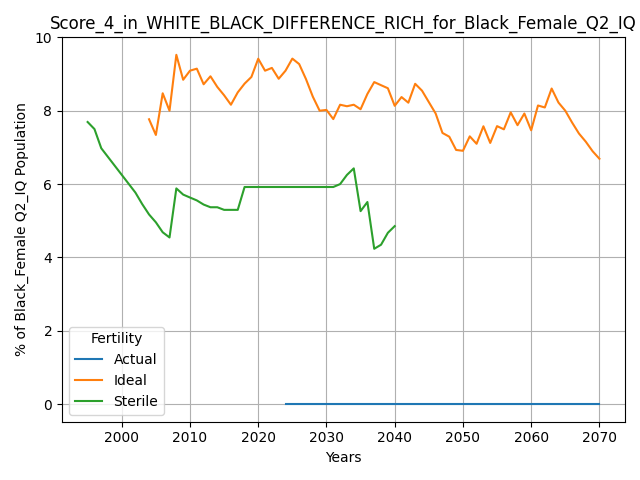 Score_4_in_WHITE_BLACK_DIFFERENCE_RICH_for_Black_Female_Q2_IQ
% of Black_Female Q2_IQ Population
10
8
6
4
2
0
Fertility
Actual
Ideal
Sterile
2000 2010 2020 2030 2040 2050 2060 2070
Years